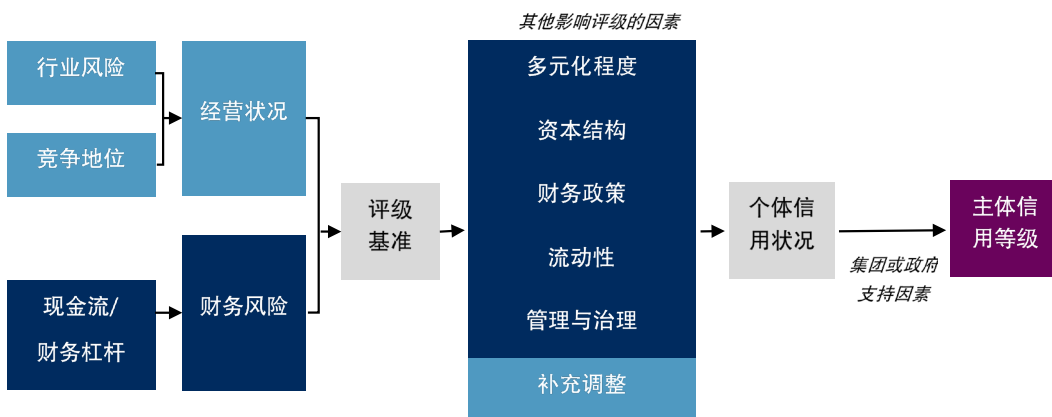 其他影响评级的因素
行业风险
竞争地位
经营状况
现金流/
财务杠杆
财务风险
评级
基准
多元化程度
资本结构
财务政策
流动性
管理与治理
补充调整
个体信
用状况
集团或政府
支持因素
主体信
用等级